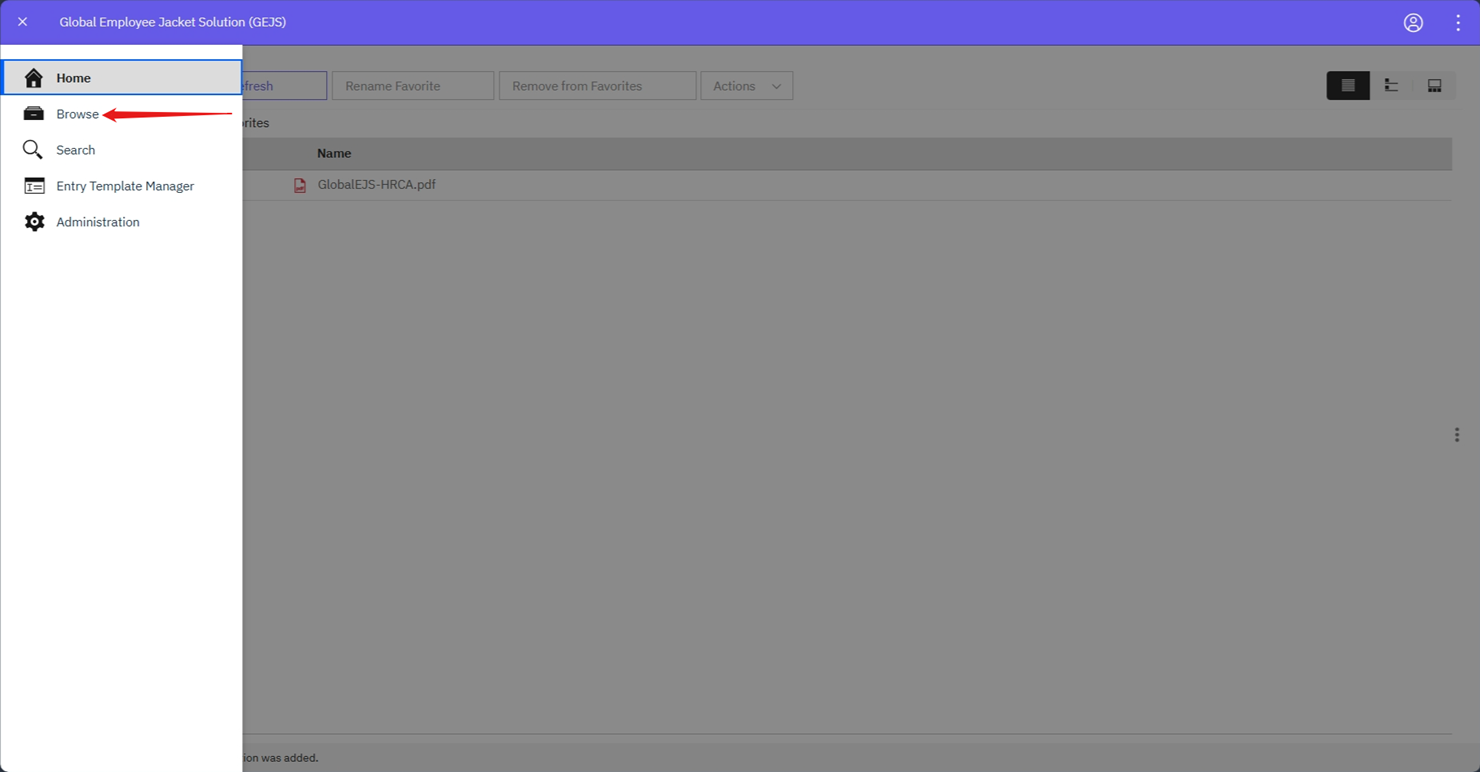 Global Employee Jacket Solution (GEJS)
Home
Browse
Search
Entry Template Manager
Administration
efresh
Rename Favorite
Remove from Favorites
Actions
orites
Name
GlobalEJS-HRCA.pdf
ion was added.